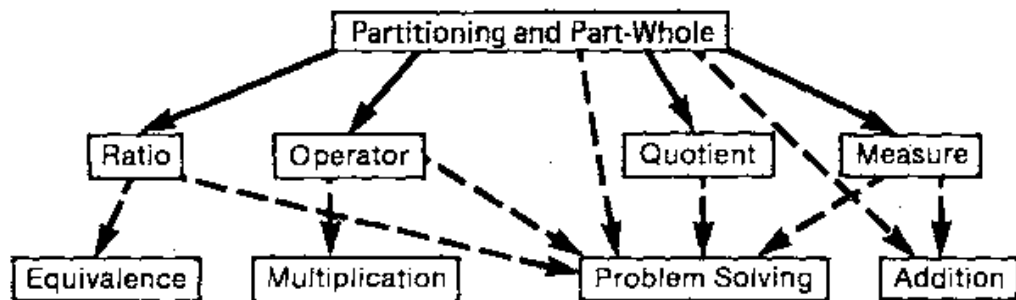 Partitioning and Part-Whole
Ratio
Operator
Quotient
Measure
Equivalence
Multiplication
Problem Solving
Addition